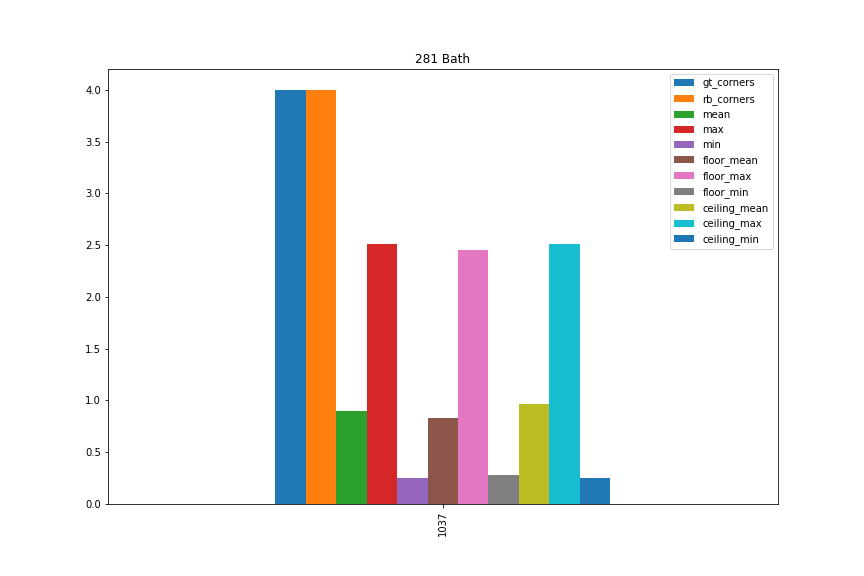 281 Bath
4.0
3.5
3.0
2.5
2.0
1.5
1.0
0.5
0.0
gt_corners
rb_corners
mean
max
min
floor_mean
floor_max
floor_min
ceiling_mean
ceiling_max
ceiling_min
1037